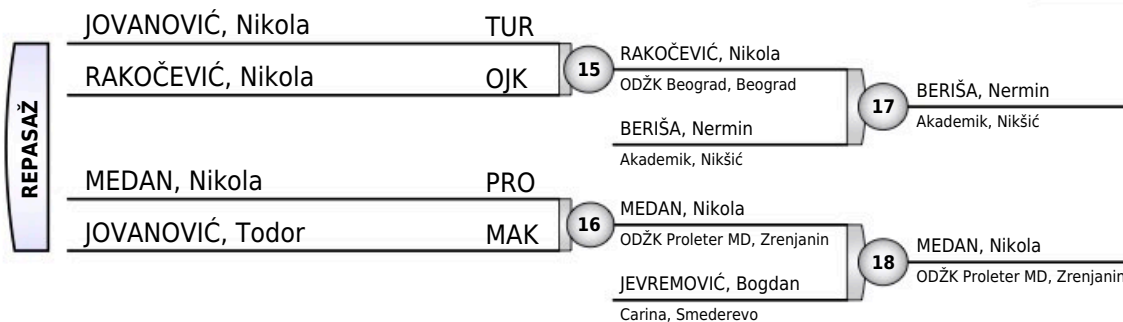 REPASAŽ
JOVANOVIĆ, Nikola TUR
RAKOČEVIĆ, Nikola OJK
15
RAKOČEVIĆ, Nikola
ODŽK Beograd, Beograd
BERIŠA, Nermin
Akademik, Nikšić
17
BERIŠA, Nermin
Akademik, Nikšić
MEDAN, Nikola PRO
JOVANOVIĆ, Todor MAK
16
MEDAN, Nikola
ODŽK Proleter MD, Zrenjanin
JEVREMOVIĆ, Bogdan
Carina, Smederevo
18
MEDAN, Nikola
ODŽK Proleter MD, Zrenjanin